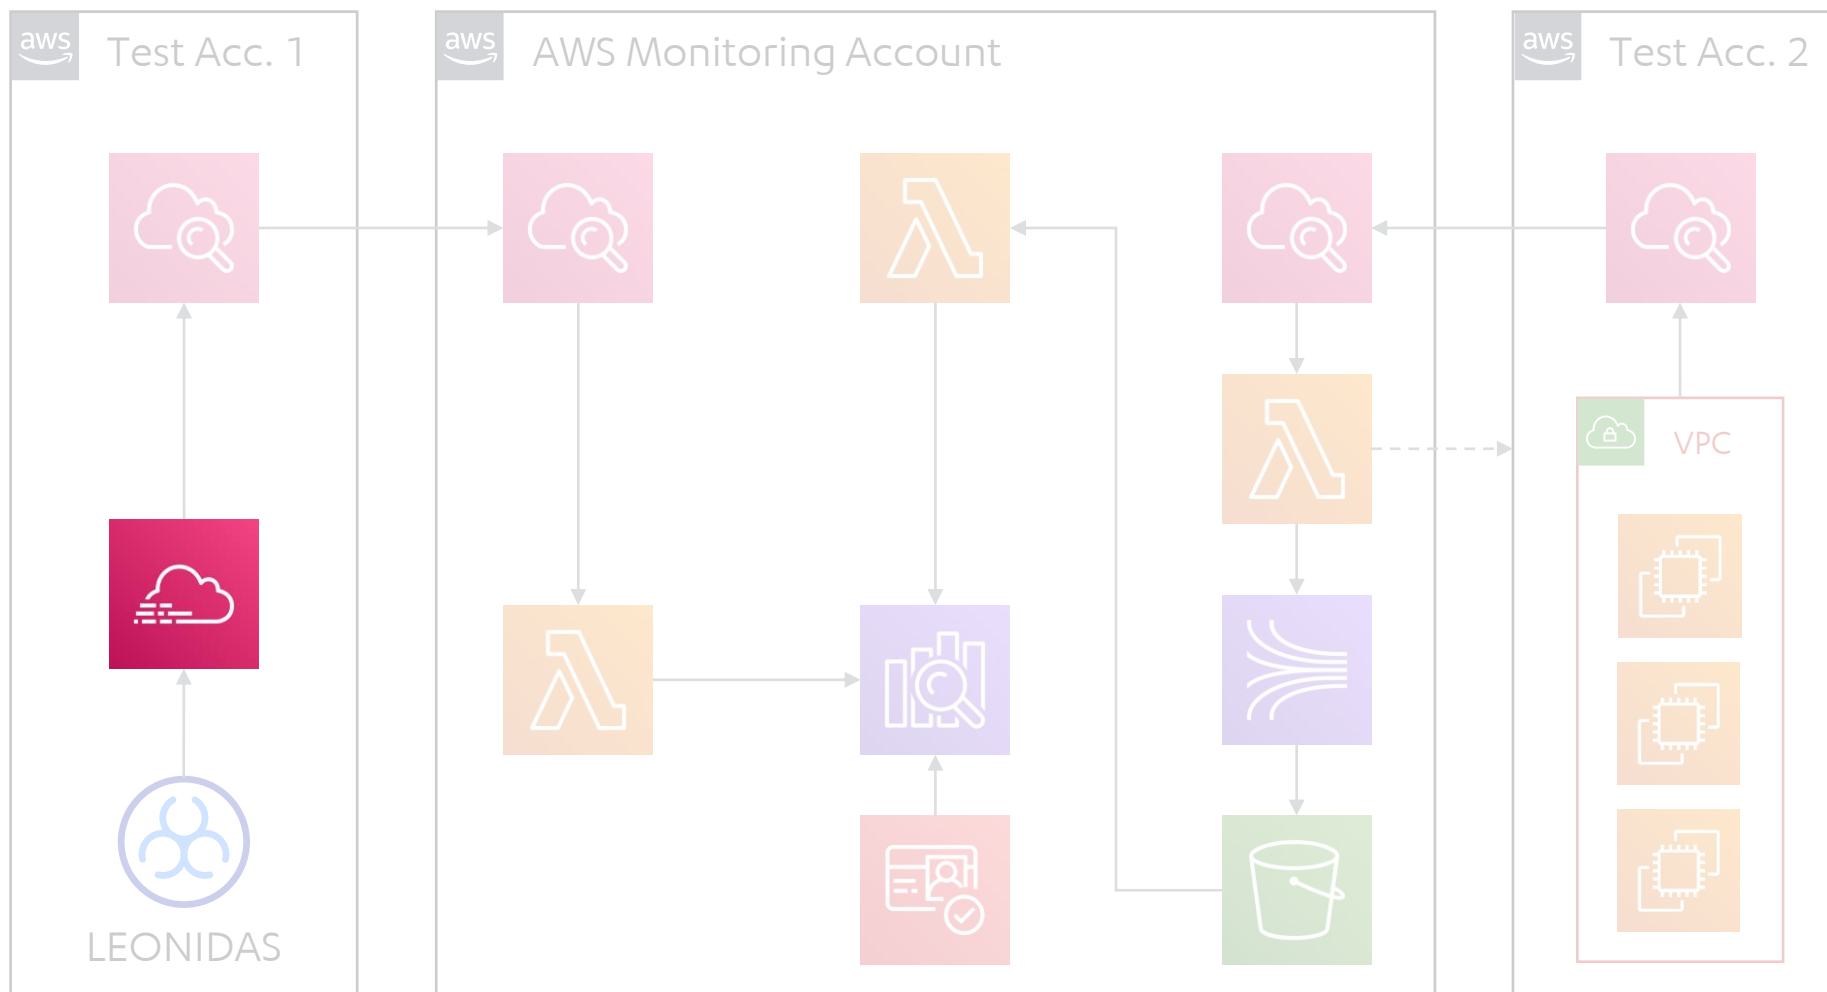 aws
Test Acc. 1
aws
AWS Monitoring Account
aws
Test Acc. 2
VPC
LEONIDAS